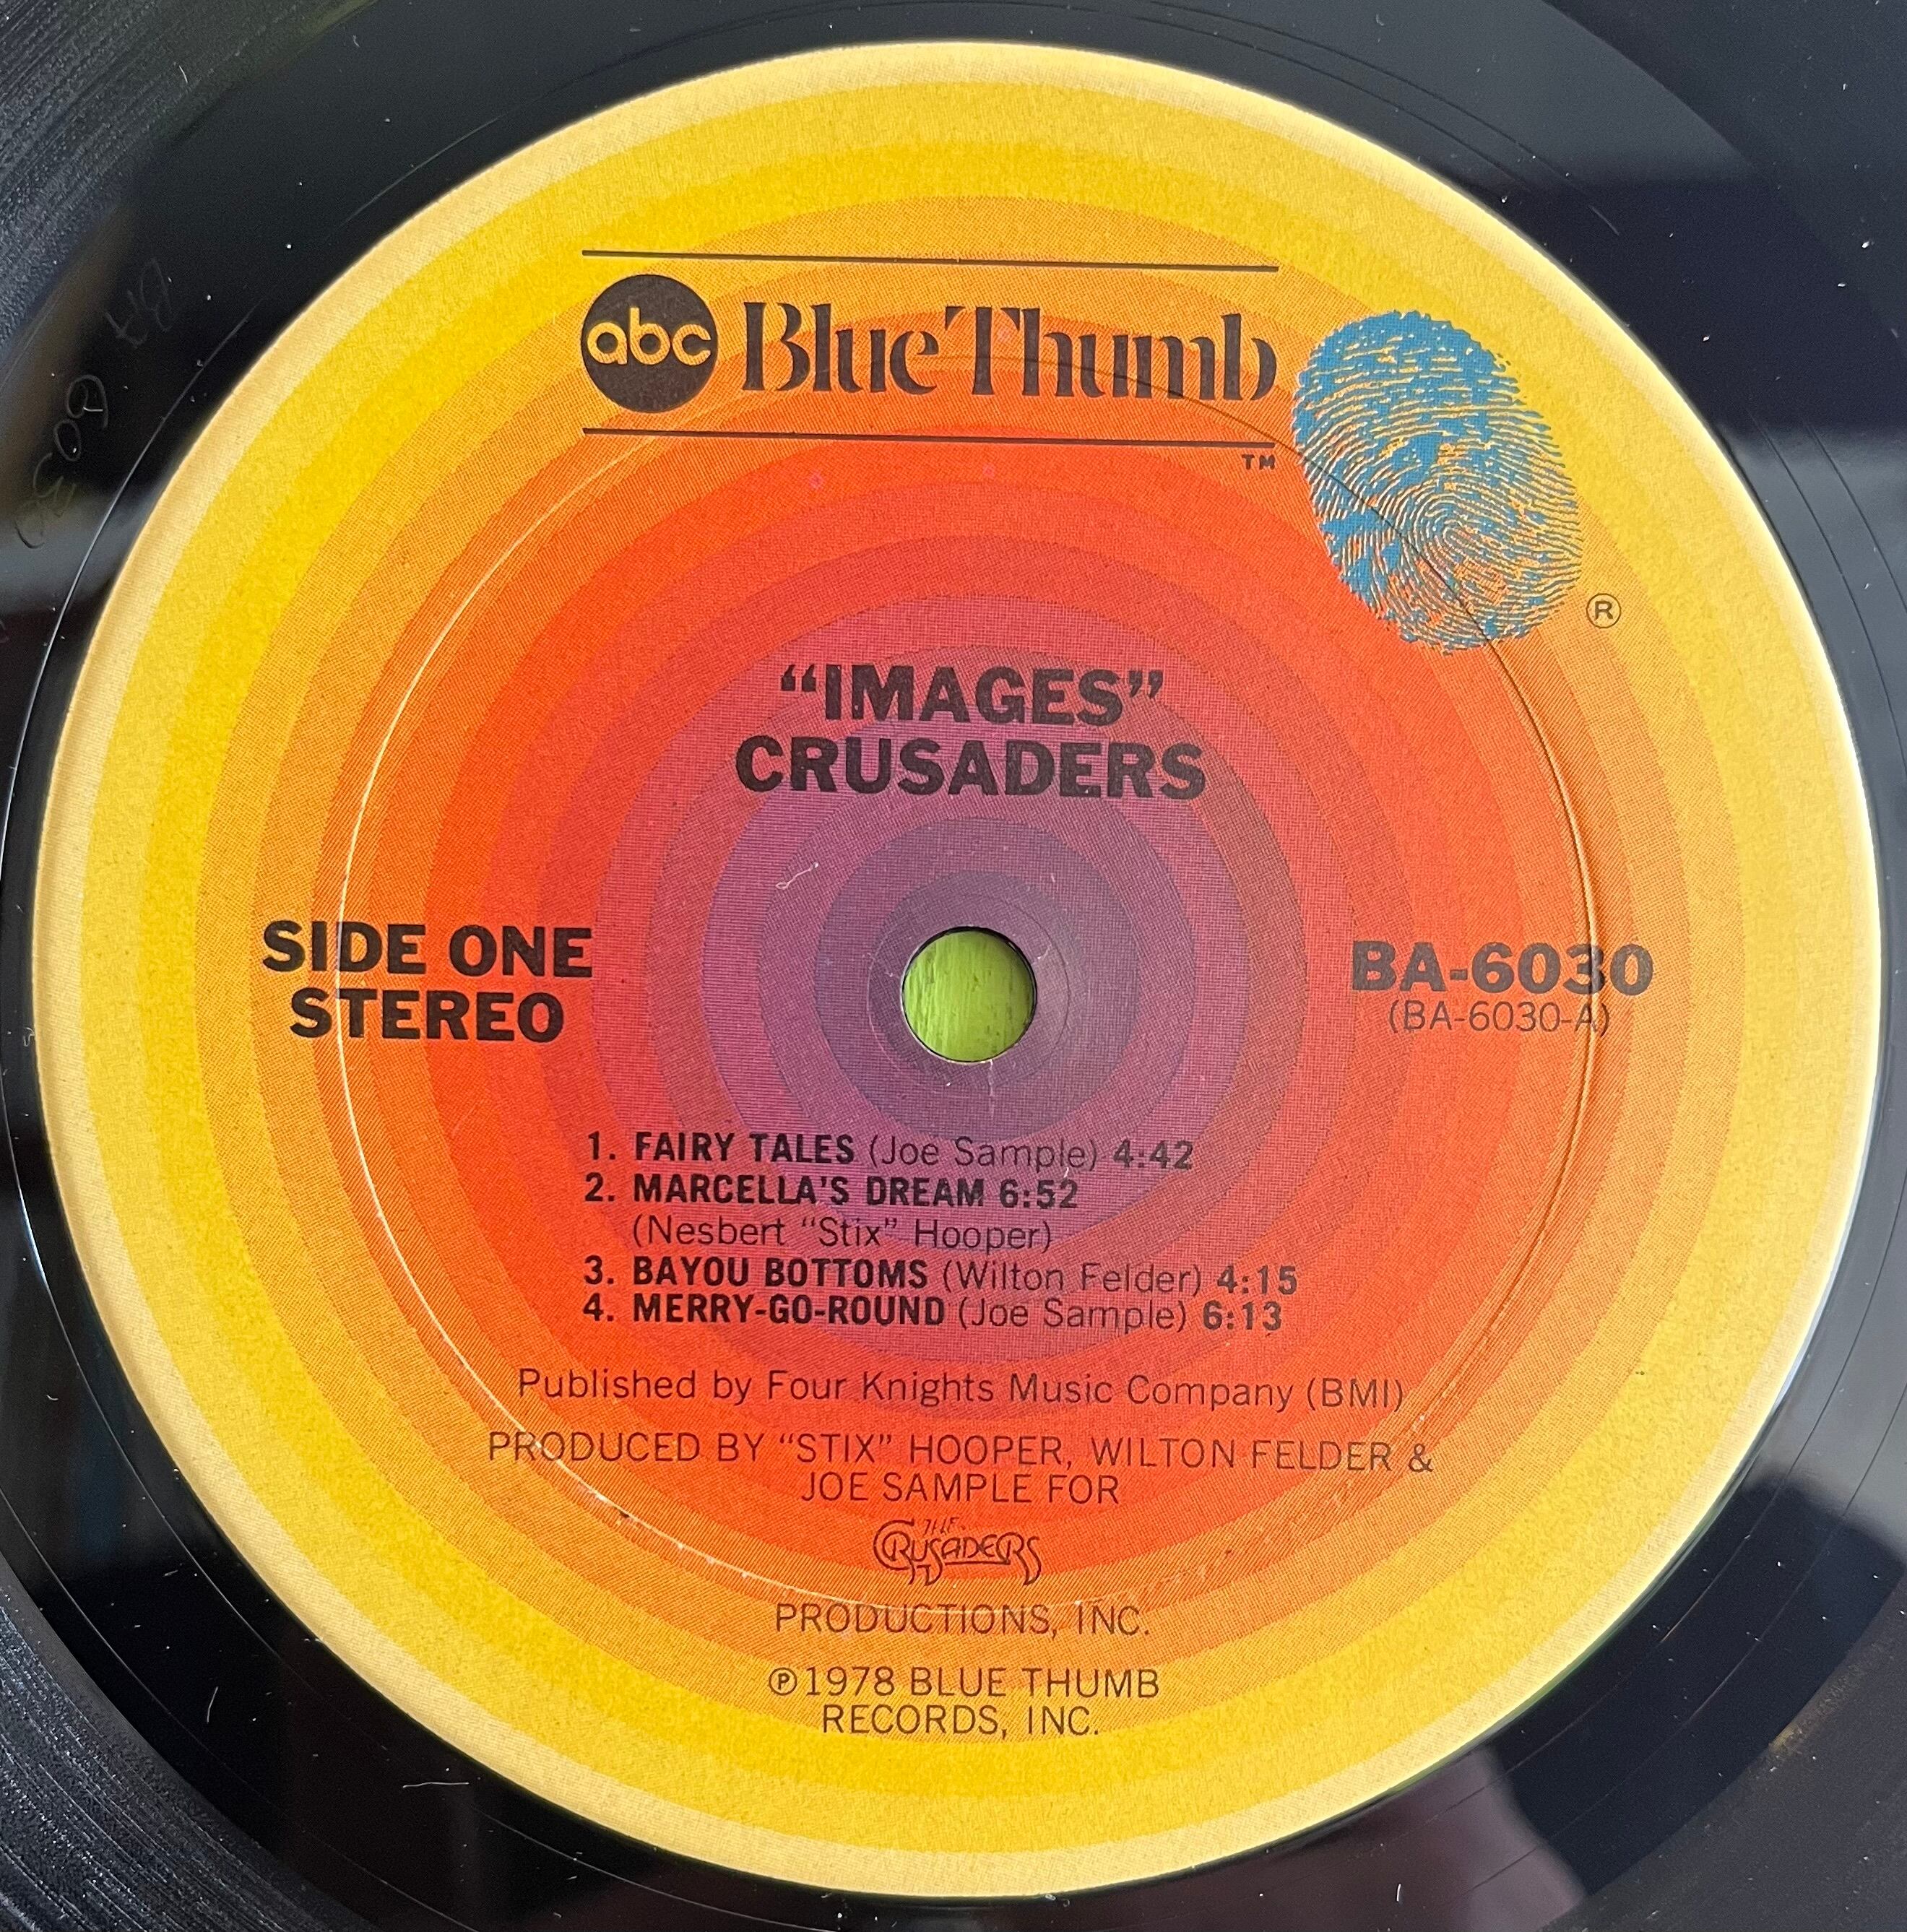 abc Blue Thumb
TM
®
“IMAGES”
CRUSADERS
SIDE ONE
STEREO
BA-6030
(BA-6030-A)
1. FAIRY TALES (Joe Sample) 4:42
2. MARCELLA'S DREAM 6:52
(Nesbert “Stix” Hooper)
3. BAYOU BOTTOMS (Wilton Felder) 4:15
4. MERRY-GO-ROUND (Joe Sample) 6:13
Published by Four Knights Music Company (BMI)
PRODUCED BY “STIX” HOOPER, WILTON FELDER &
JOE SAMPLE FOR
THE
CRUSADERS
PRODUCTIONS, INC.
℗1978 BLUE THUMB
RECORDS, INC.